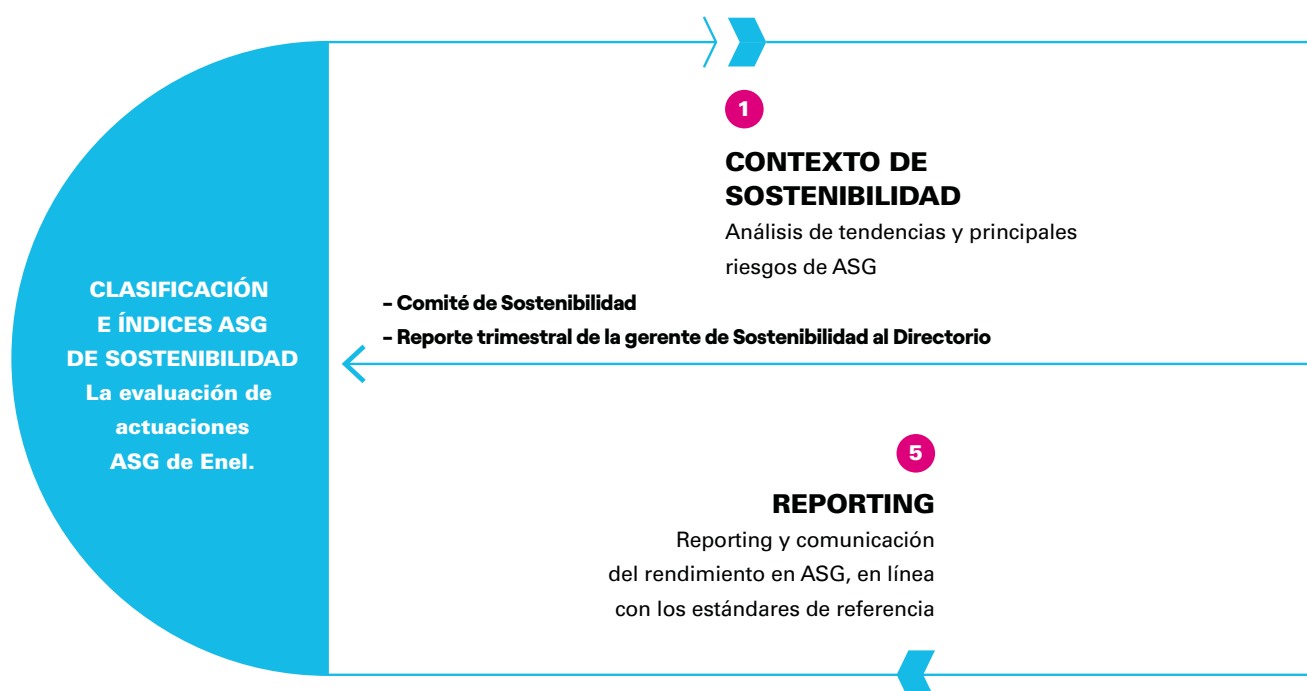 CLASIFICACIÓN
E ÍNDICES ASG
DE SOSTENIBILIDAD
La evaluación de
actuaciones
ASG de Enel.
1
CONTEXTO DE
SOSTENIBILIDAD
Análisis de tendencias y principales
riesgos de ASG
– Comité de Sostenibilidad
– Reporte trimestral de la gerente de Sostenibilidad al Directorio
5
REPORTING
Reporting y comunicación
del rendimiento en ASG, en línea
con los estándares de referencia